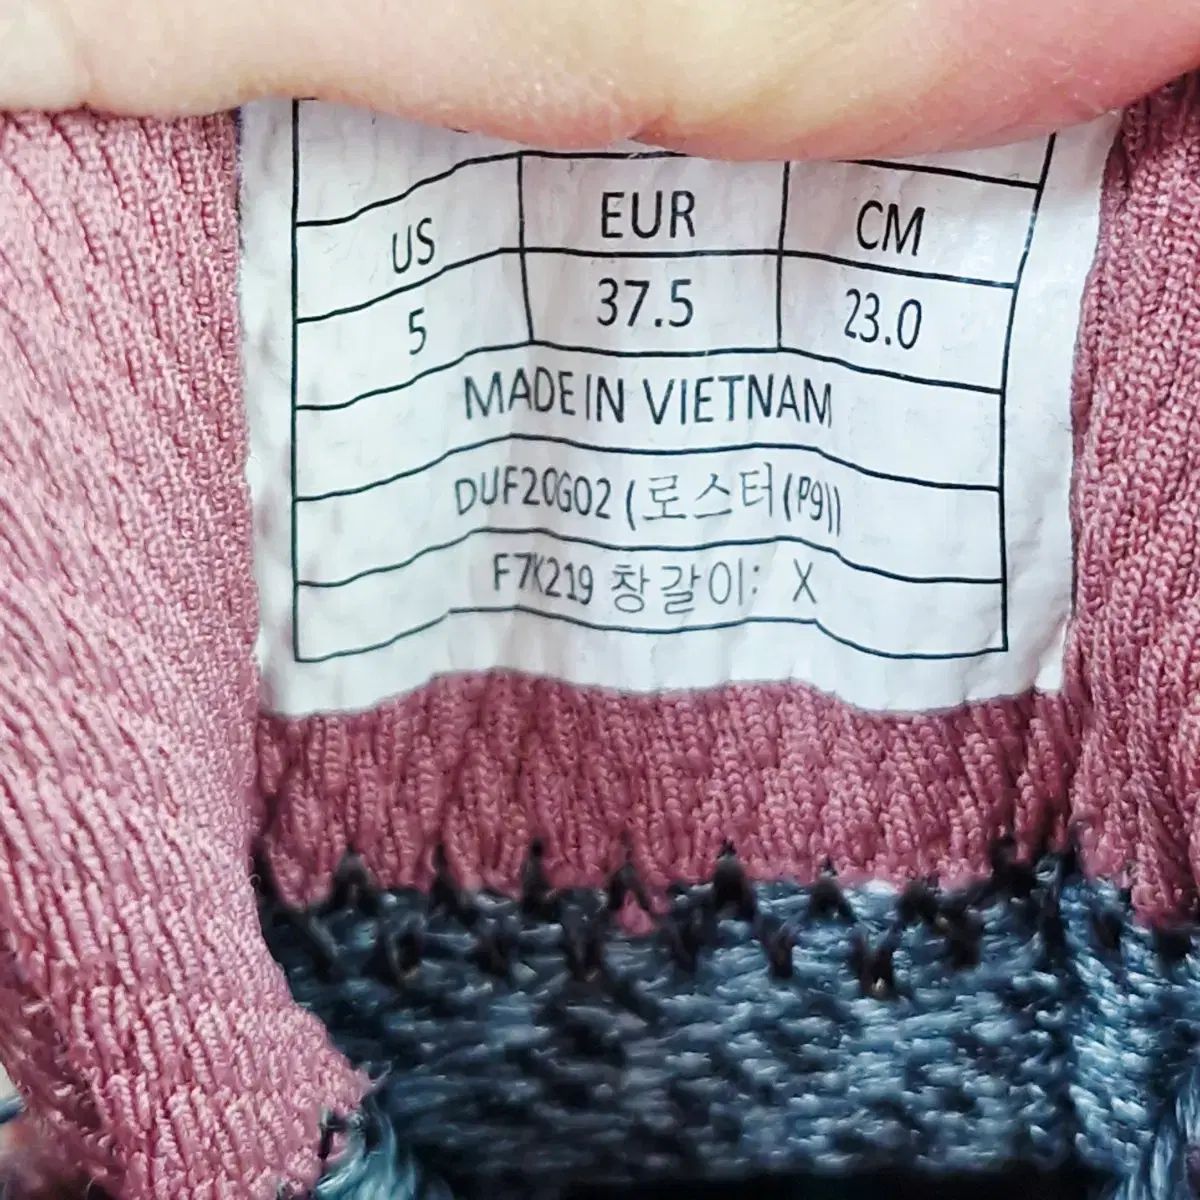 US EUR CM
5 37.5 23.0
MADE IN VIETNAM
DUF20G02 (로스터(P9))
F7K219 창갈이: X